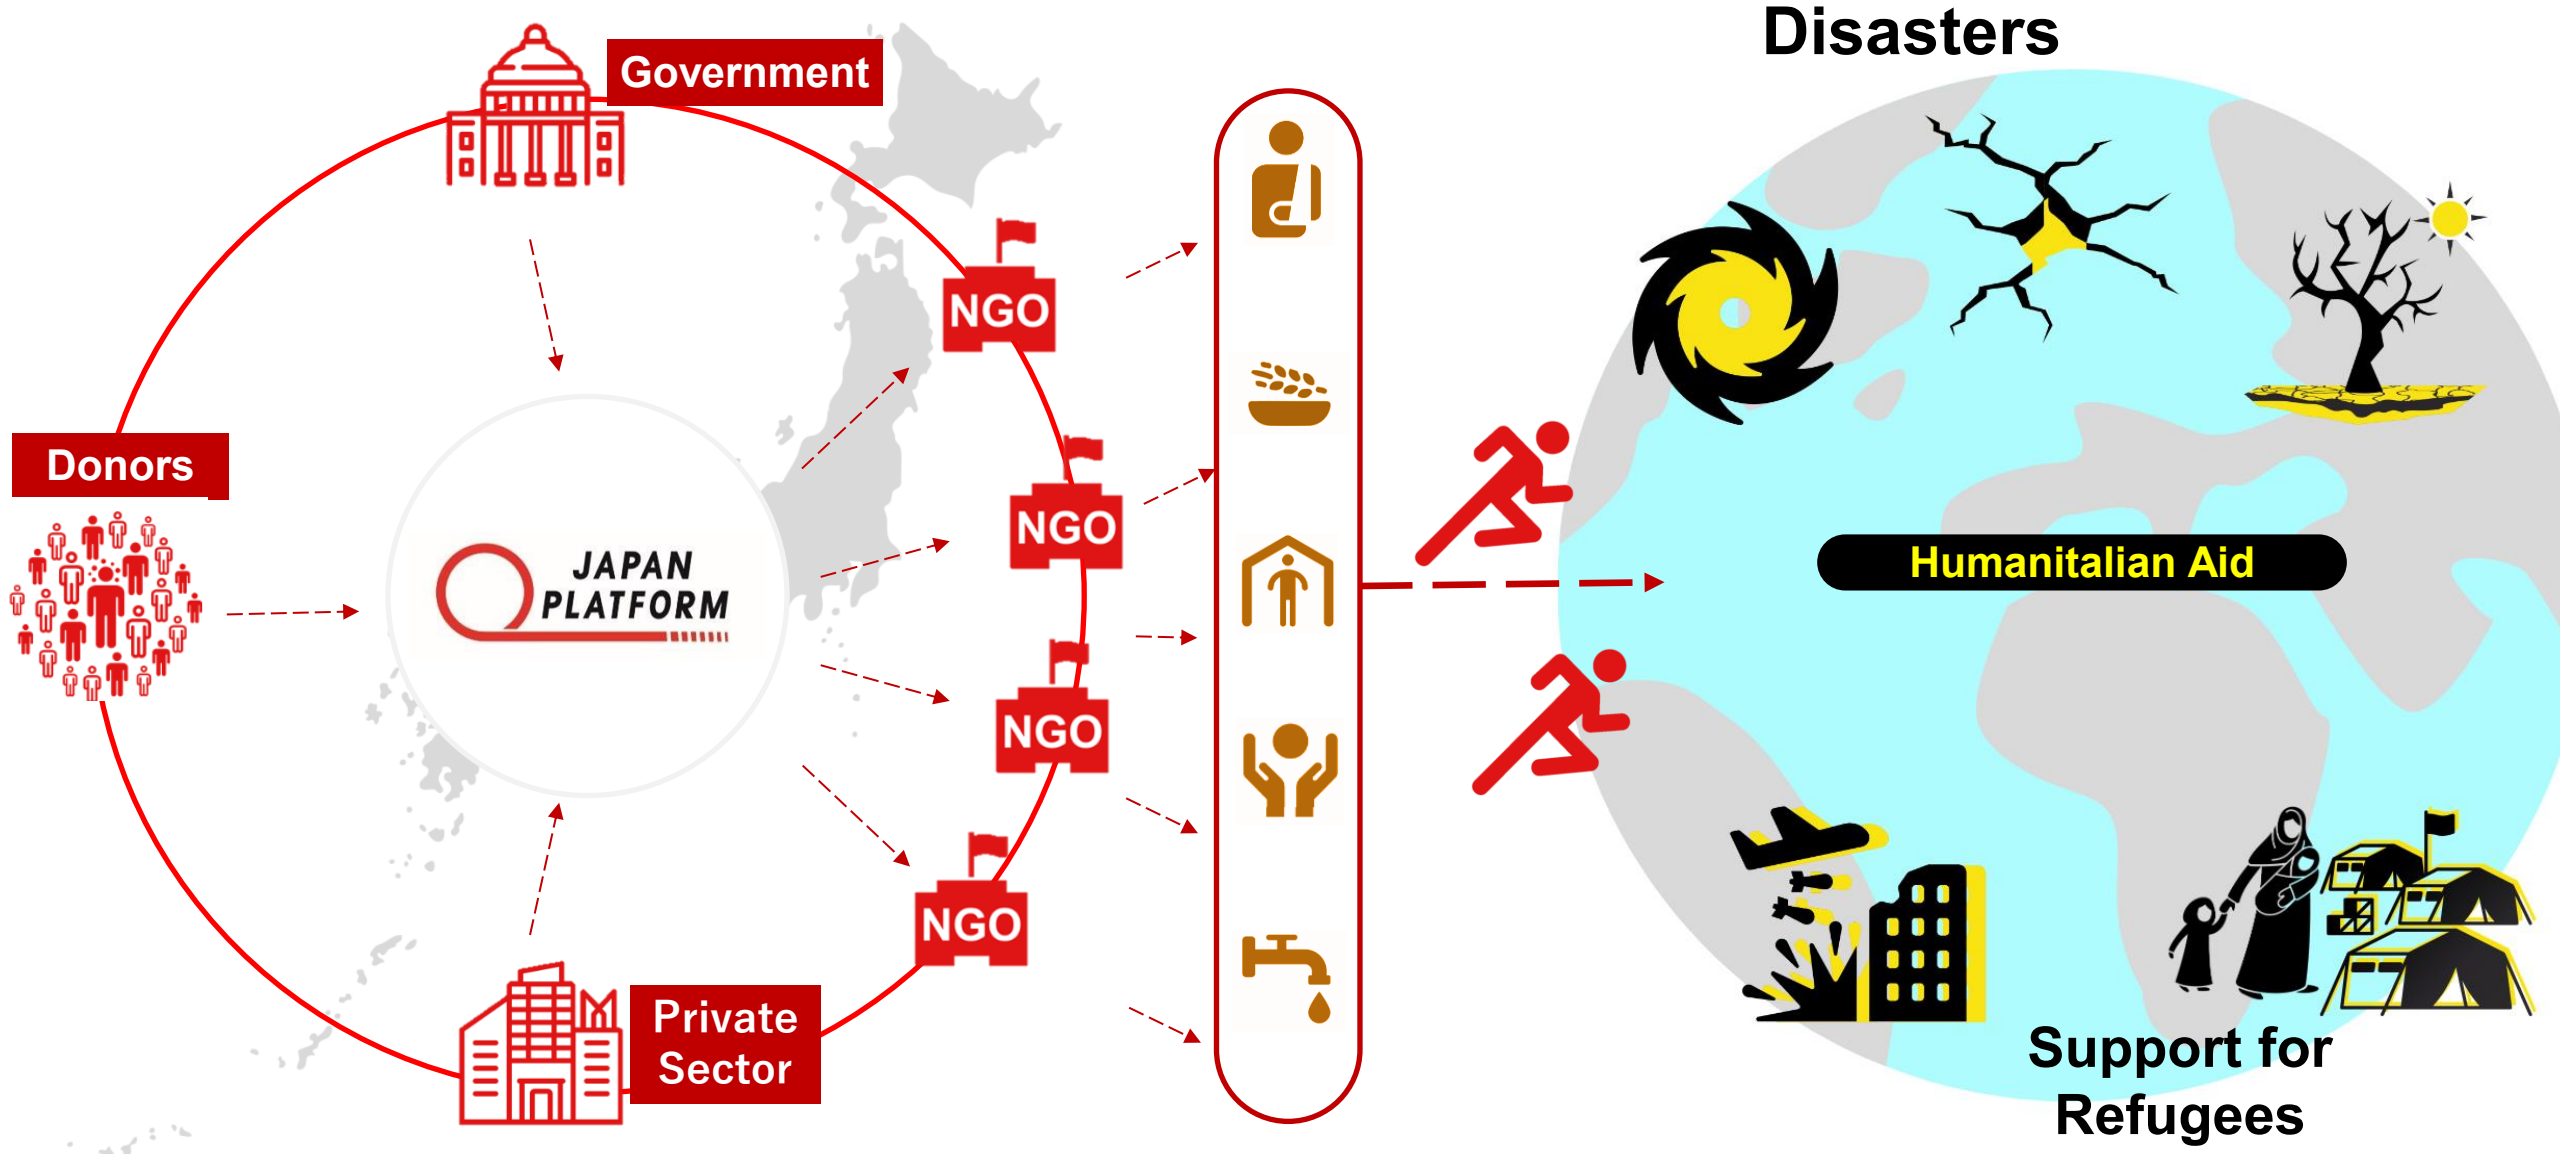 Disasters
Government
NGO
Donors
NGO
JAPAN
PLATFORM
Humanitalian Aid
NGO
NGO
Private
Sector
Support for
Refugees